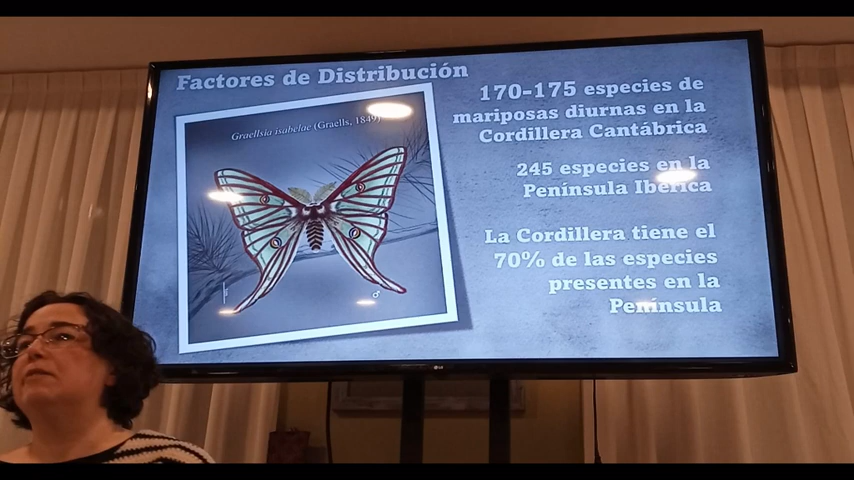 Factores de Distribución
Graellsia isabelae (Graells, 1849)
170-175 especies de
mariposas diurnas en la
Cordillera Cantábrica
245 especies en la
Península Ibérica
La Cordillera tiene el
70% de las especies
presentes en la
Península
LG